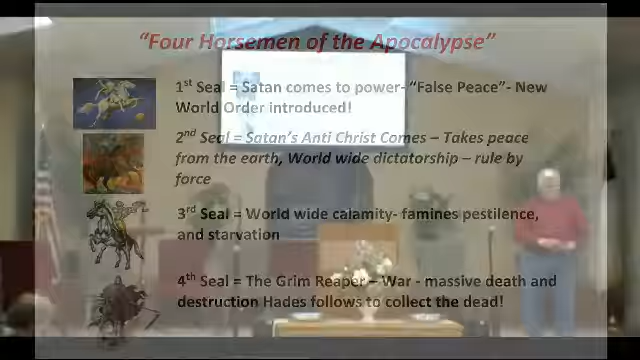 “Four Horsemen of the Apocalypse”
1st Seal = Satan comes to power- “False Peace”- New
World Order introduced!
2nd Seal = Satan’s Anti Christ Comes – Takes peace
from the earth, World wide dictatorship – rule by
force
3rd Seal = World wide calamity- famines pestilence,
and starvation
4th Seal = The Grim Reaper – War - massive death and
destruction Hades follows to collect the dead!